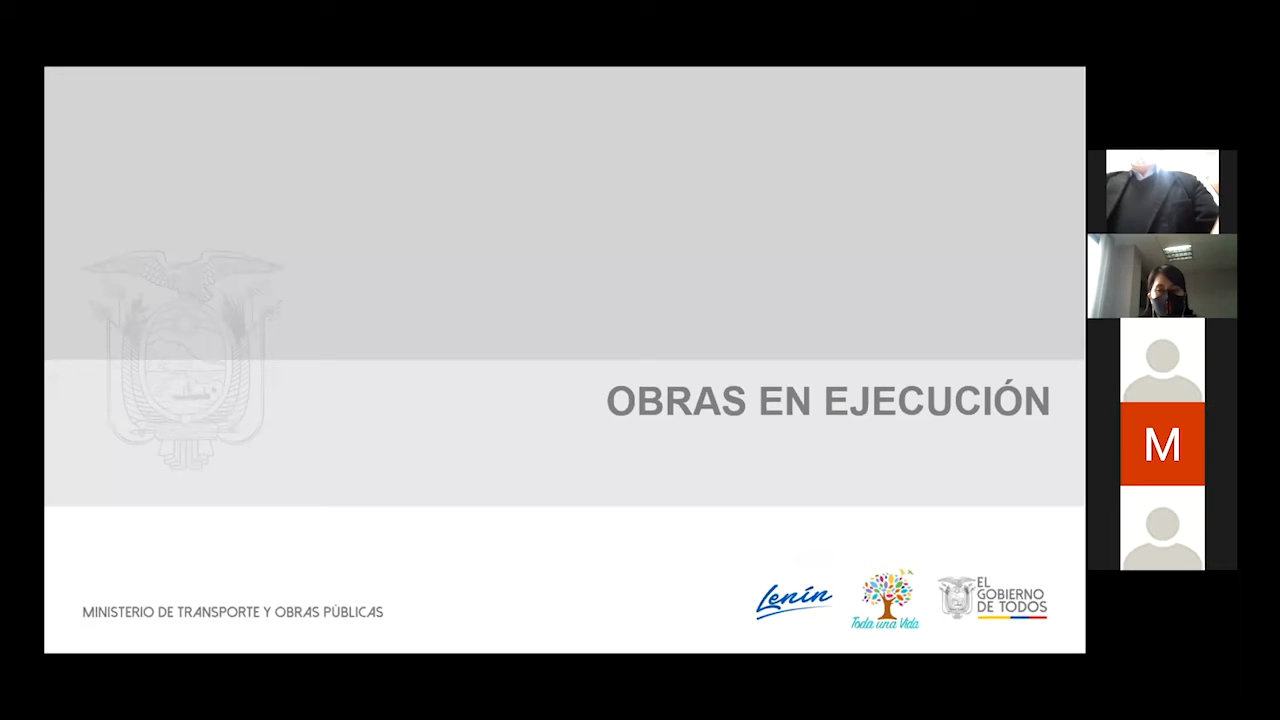 OBRAS EN EJECUCIÓN
M
MINISTERIO DE TRANSPORTE Y OBRAS PÚBLICAS
Lenín
Toda una Vida
EL
GOBIERNO
DE TODOS